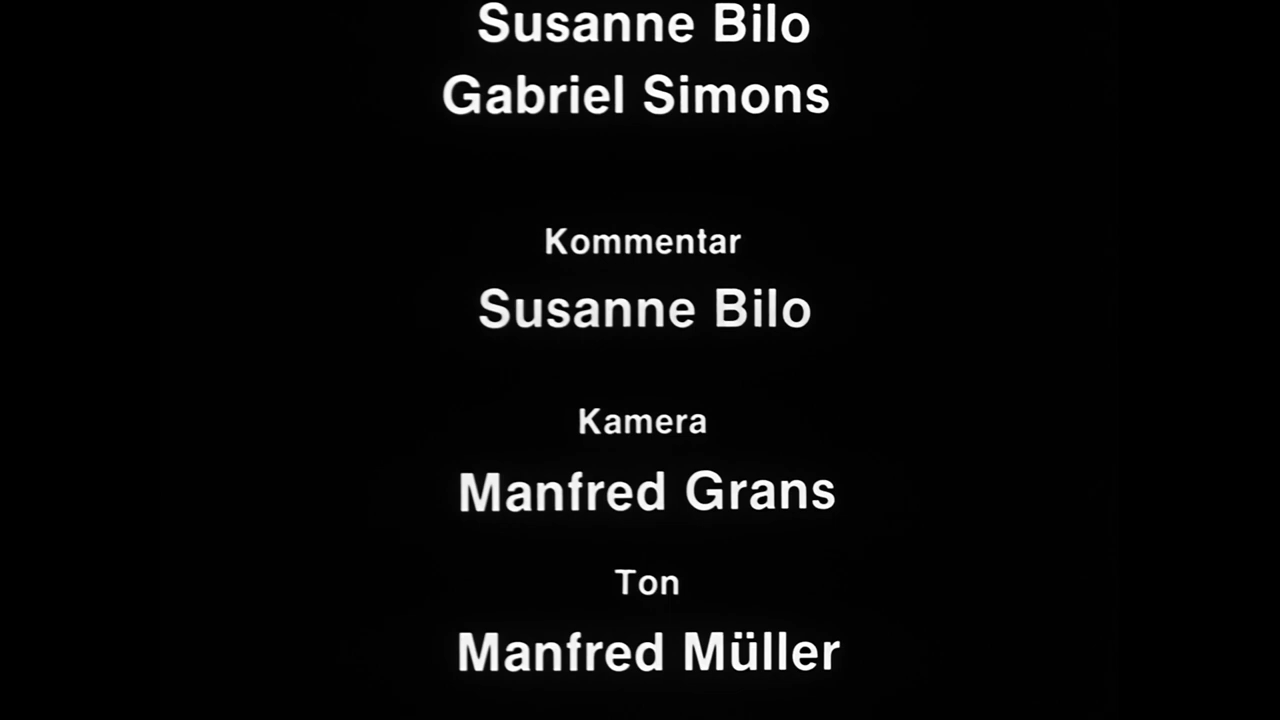 Susanne Bilo
Gabriel Simons
Kommentar
Susanne Bilo
Kamera
Manfred Grans
Ton
Manfred Müller